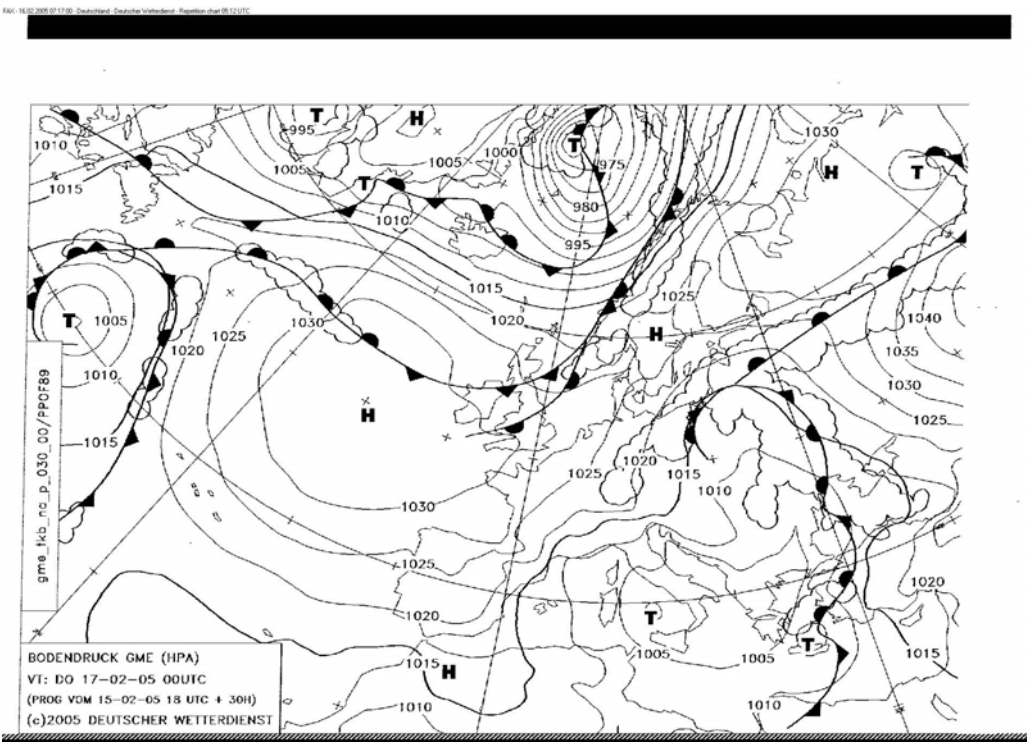 FAX - 16.02.2005 07:17:00 - Deutschland - Deutscher Wetterdienst - Repetition chart 05:12 UTC
T
H
1030
1010
995
1005
1000
T
975
H
T
1005
T
1015
1010
980
995
1015
1025
T
1005
1030
1020
H
1040
1025
1020
1035
1010
1030
H
1025
1015
1020
1015
1025
1010
1030
gme_tkb_na_p_030_00/PPOF89
1025
1020
1020
T
T
1005
1005
1015
1015
H
1010
1010
BODENDRUCK GME (HPA)
VT: DO 17-02-05 00UTC
(PROG VOM 15-02-05 18 UTC + 30H)
(c)2005 DEUTSCHER WETTERDIENST